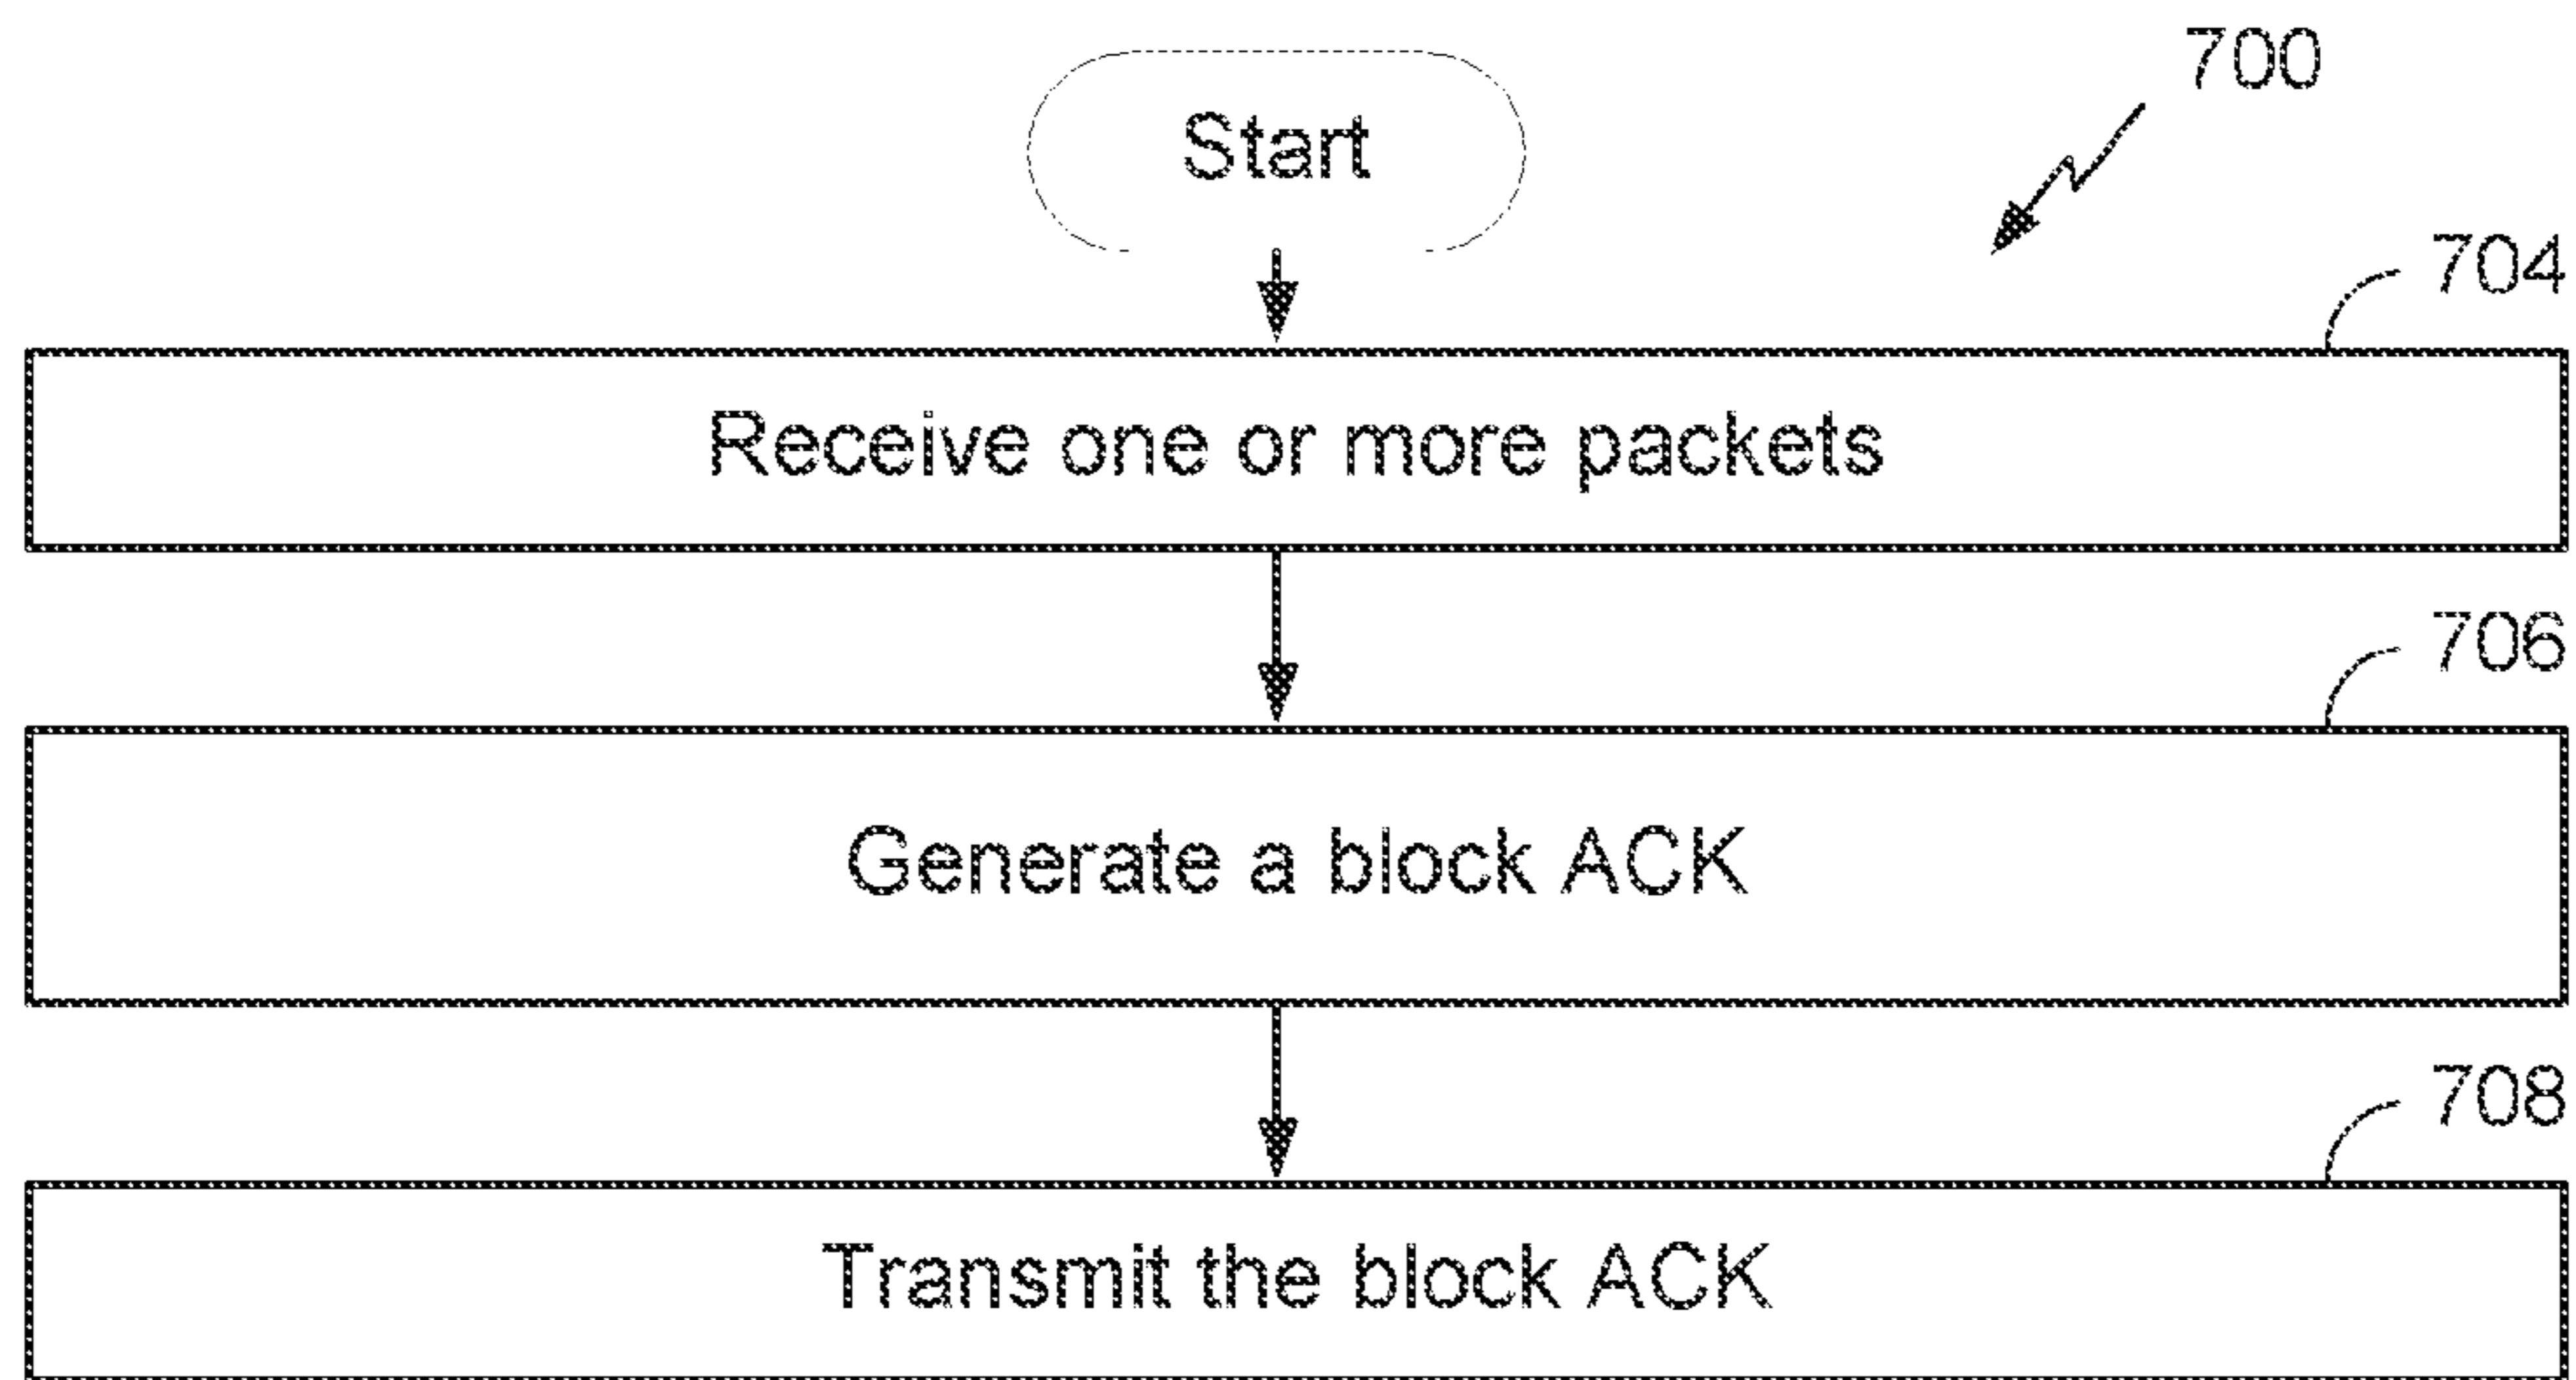 700
Start
704
Receive one or more packets
706
Generate a block ACK
708
Transmit the block ACK